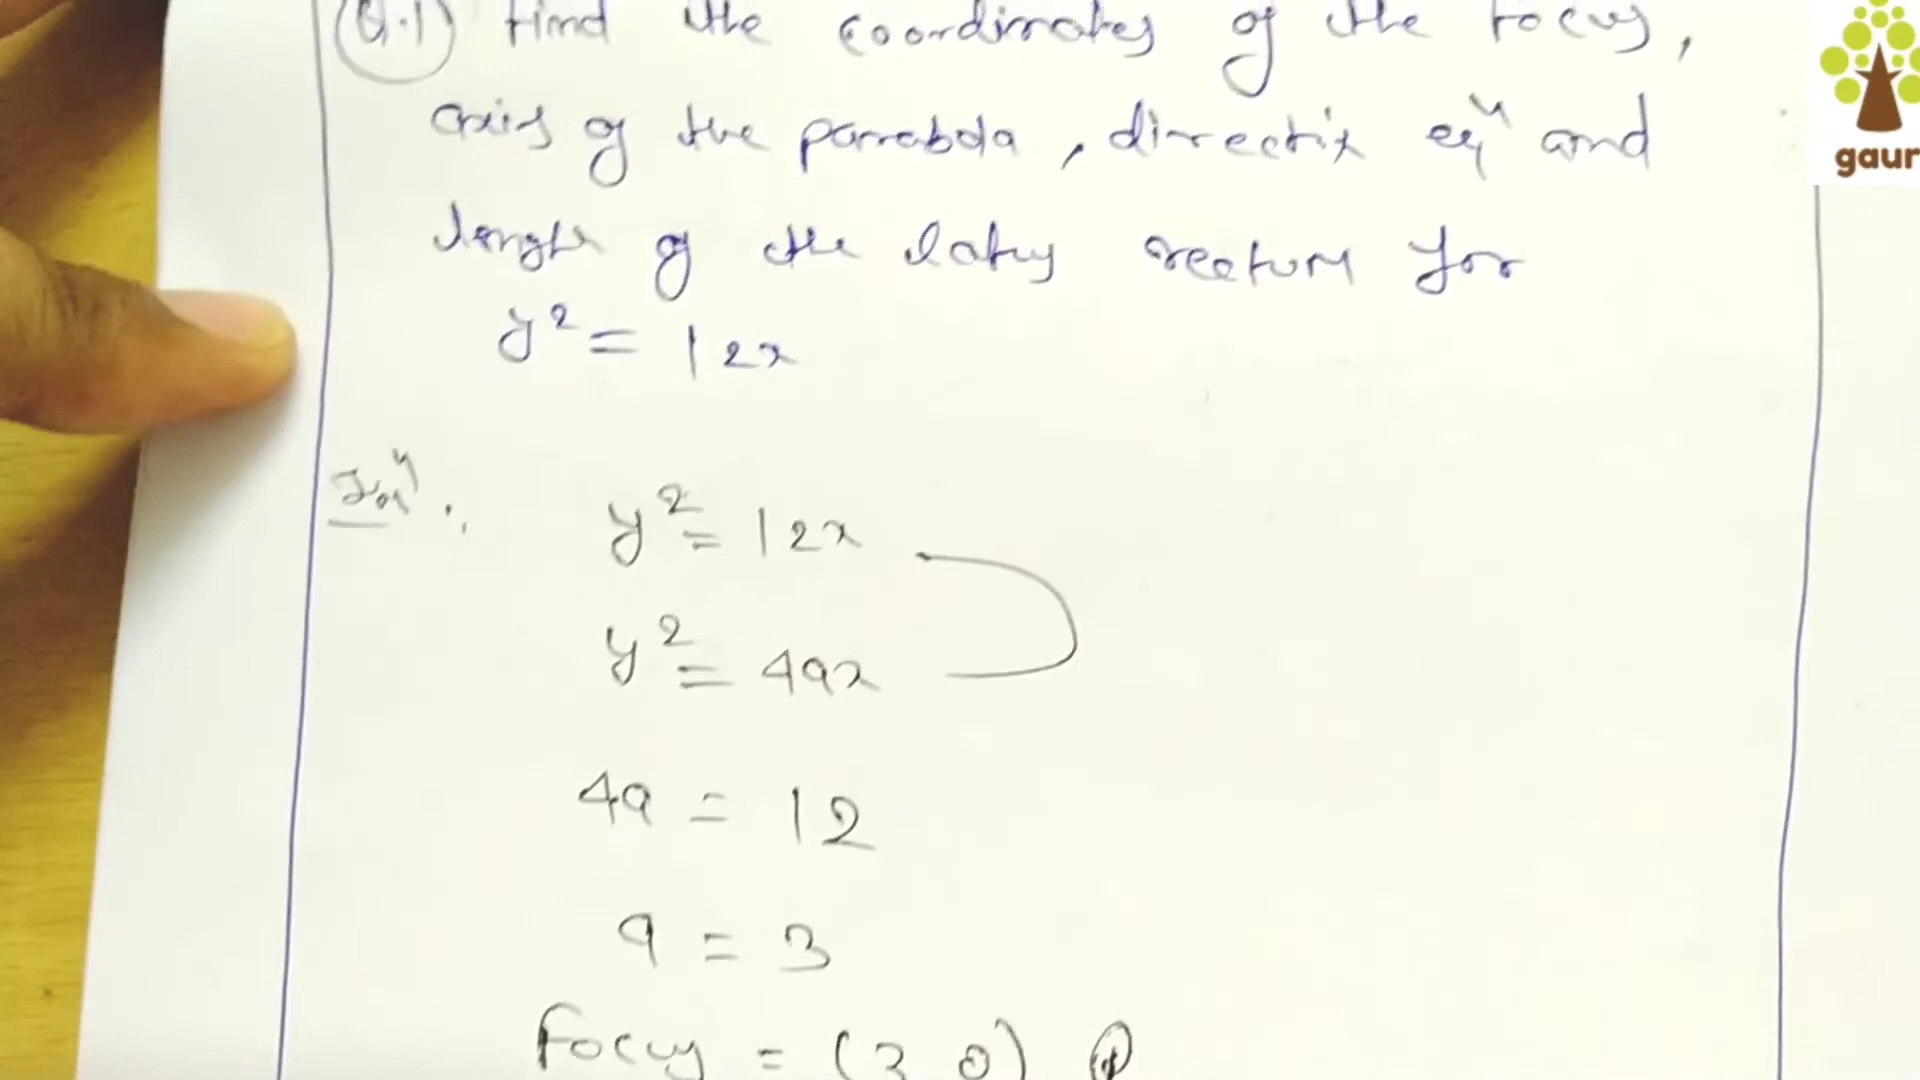 Q.1) Find the coordinates of the focus,
axis of the parabola, directrix eqn and
length of the latus rectum for
y² = 12x
Soln:
y² = 12x
y² = 4ax
4a = 12
a = 3
Focus = (3 0)
gaur